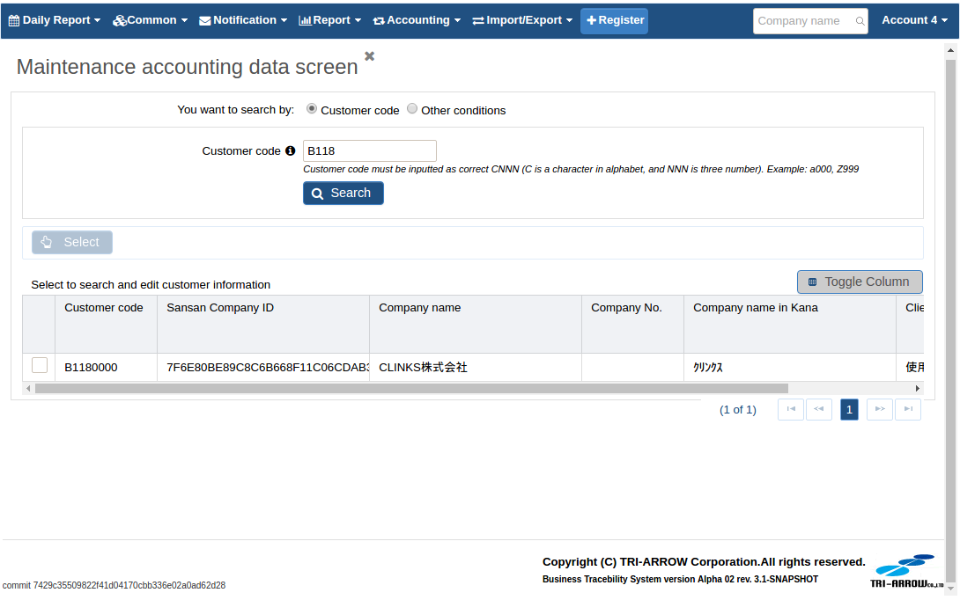 Daily Report Common Notification Report Accounting Import/Export Register Company name Account 4
Maintenance accounting data screen
You want to search by: Customer code Other conditions
Customer code B118
Customer code must be inputted as correct CNNN (C is a character in alphabet, and NNN is three number). Example: a000, Z999
Search
Select
Select to search and edit customer information Toggle Column
Customer code Sansan Company ID Company name Company No. Company name in Kana Clie
B1180000 7F6E80BE89C8C6B668F11C06CDAB3 CLINKS株式会社 ｸﾘﾝｸｽ 使用
(1 of 1) 1
Copyright (C) TRI-ARROW Corporation.All rights reserved.
Business Tracebility System version Alpha 02 rev. 3.1-SNAPSHOT
TRI-ARROW Co.,LTD
commit 7429c35509822f41d04170cbb336e02a0ad62d28